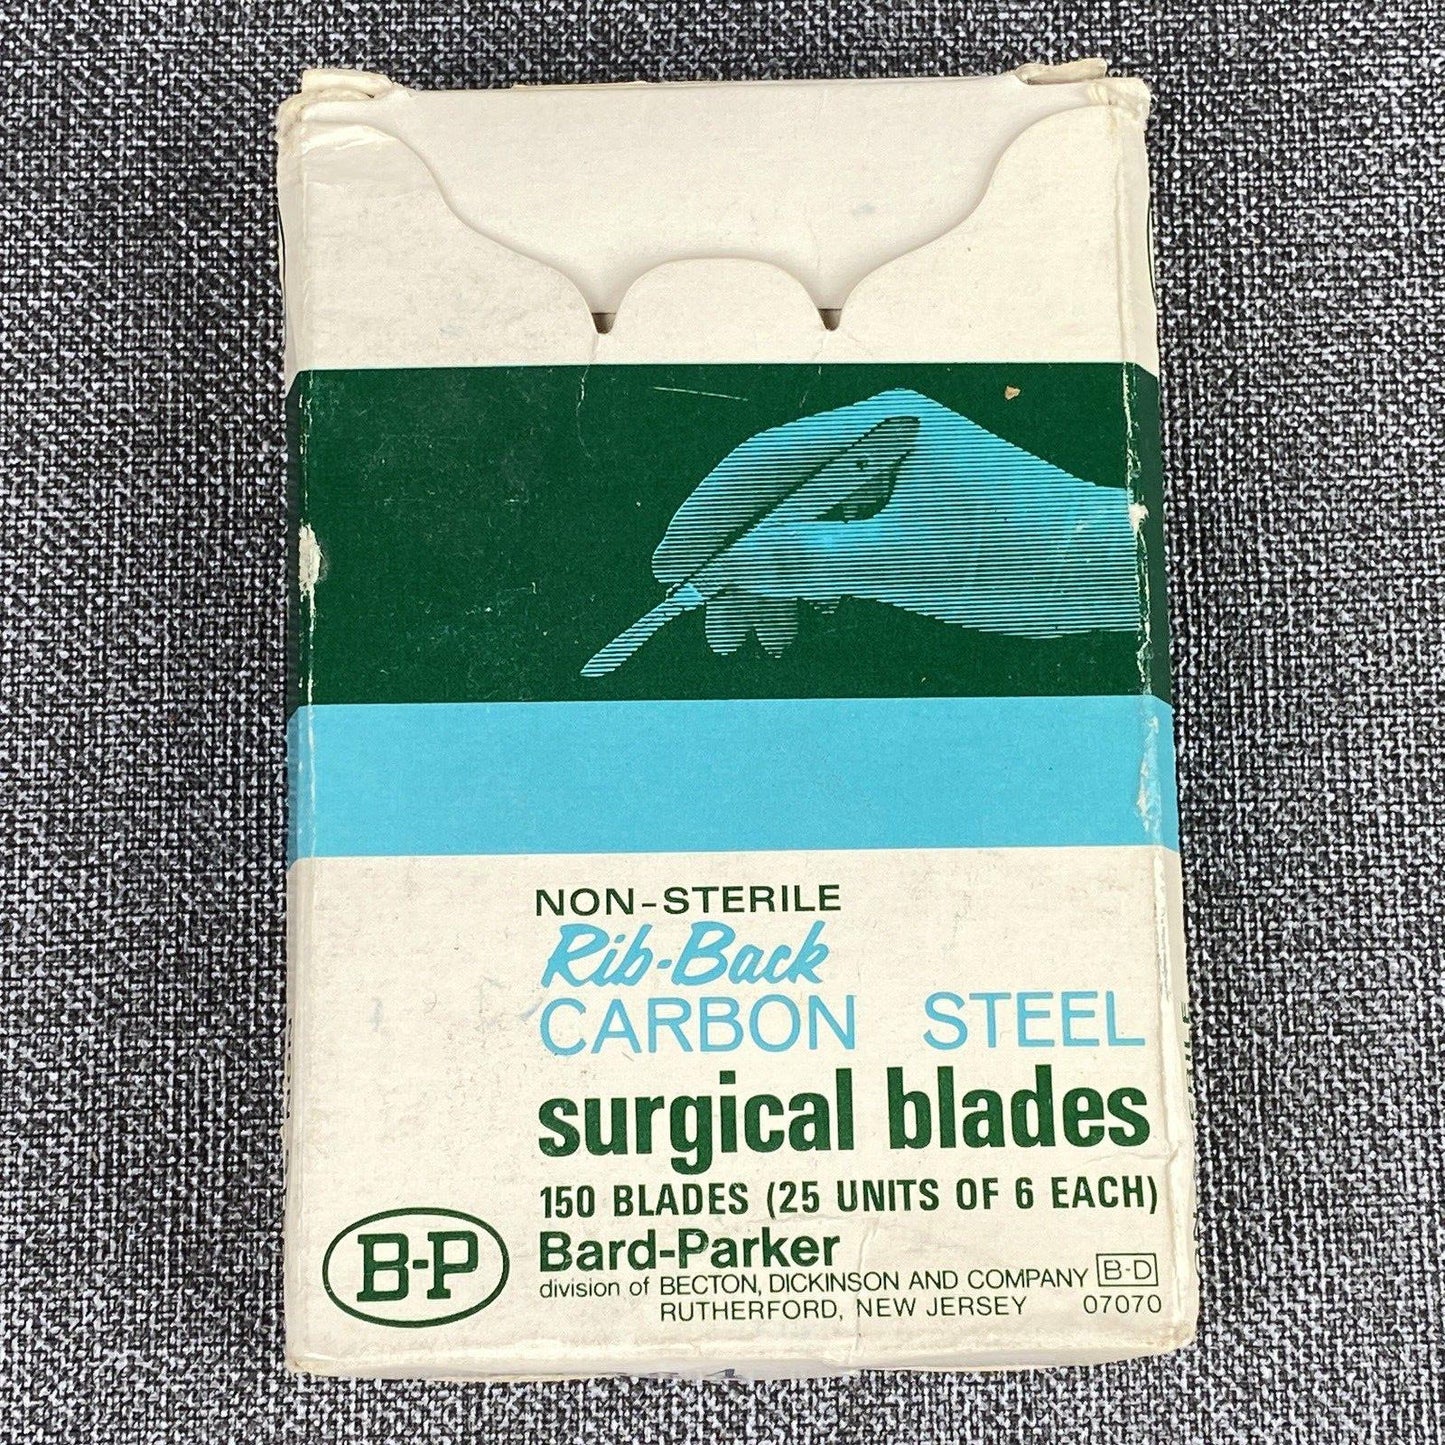 NON-STERILE
Rib-Back
CARBON STEEL
surgical blades
150 BLADES (25 UNITS OF 6 EACH)
B-P
Bard-Parker
division of BECTON, DICKINSON AND COMPANY B-D
RUTHERFORD, NEW JERSEY 07070